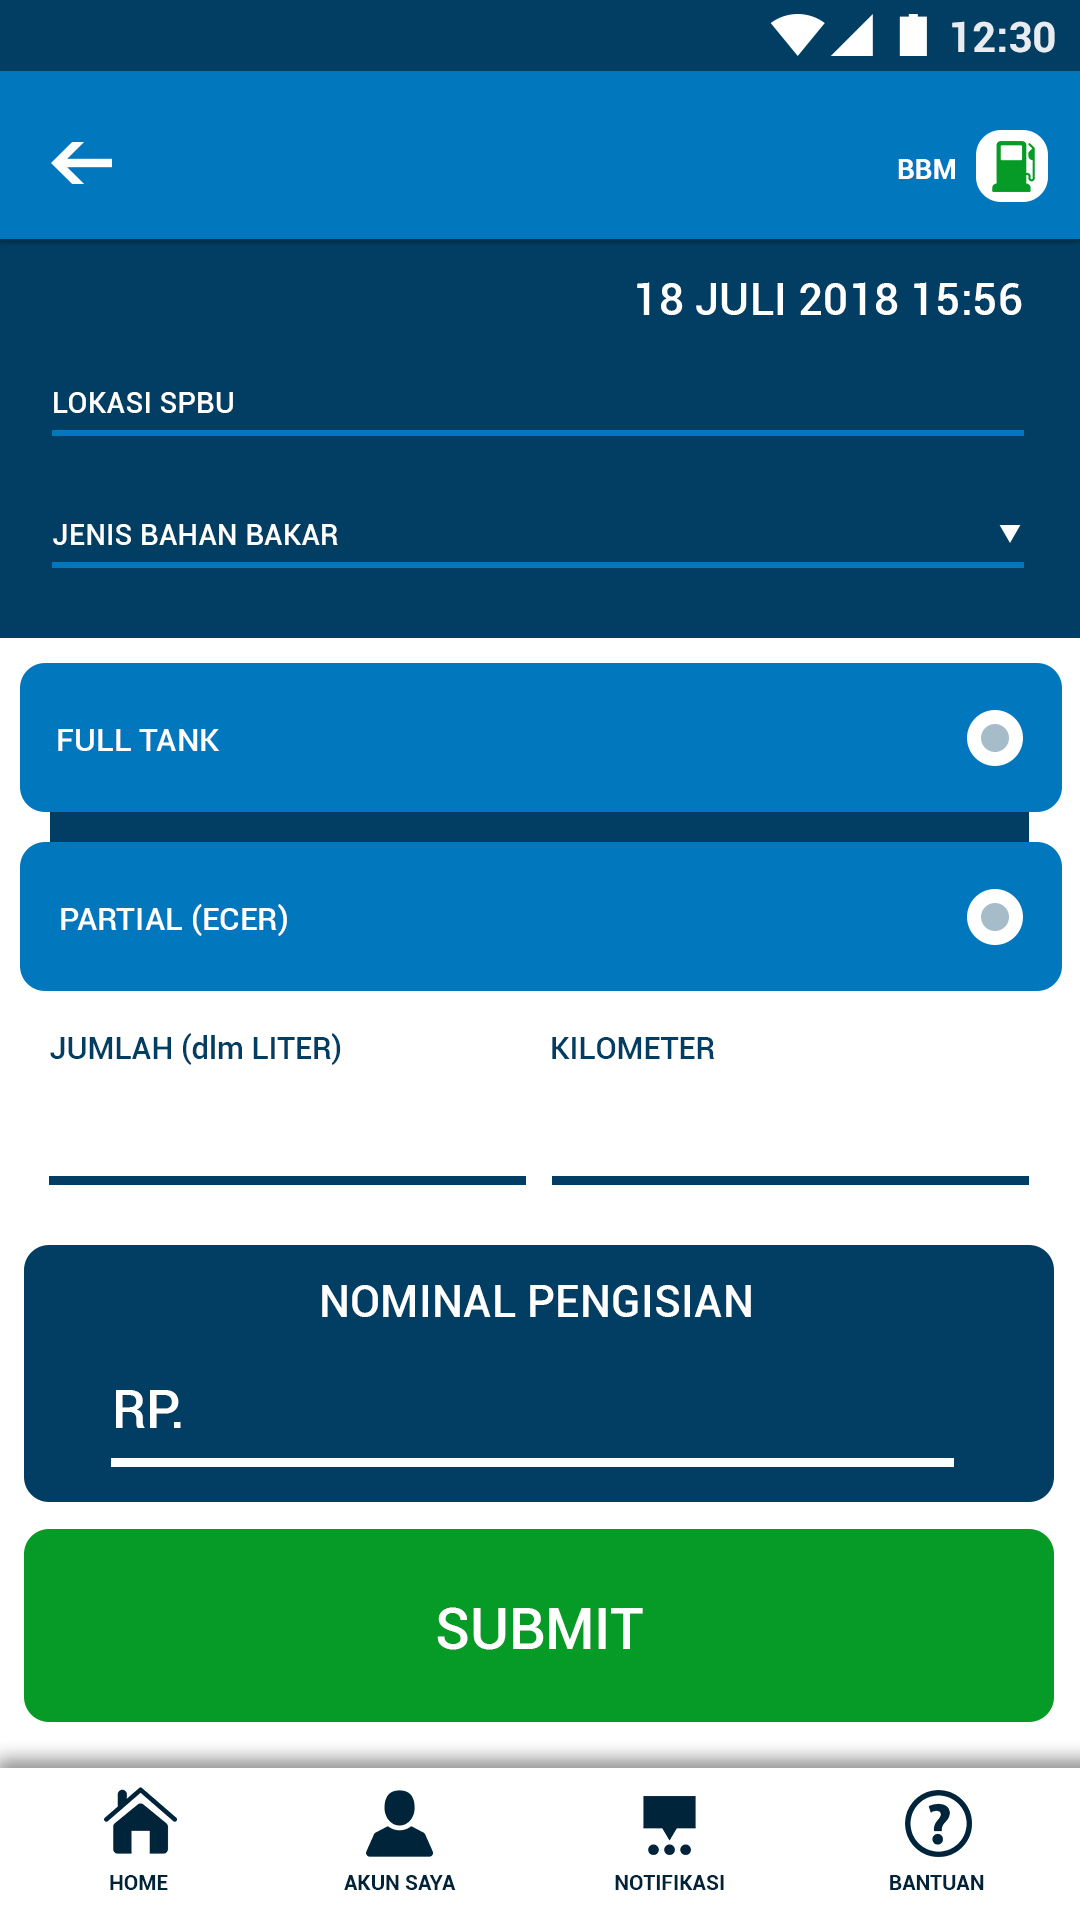 12:30
BBM
18 JULI 2018 15:56
LOKASI SPBU
JENIS BAHAN BAKAR
FULL TANK
PARTIAL (ECER)
JUMLAH (dlm LITER) KILOMETER
NOMINAL PENGISIAN
RP.
SUBMIT
HOME AKUN SAYA NOTIFIKASI BANTUAN